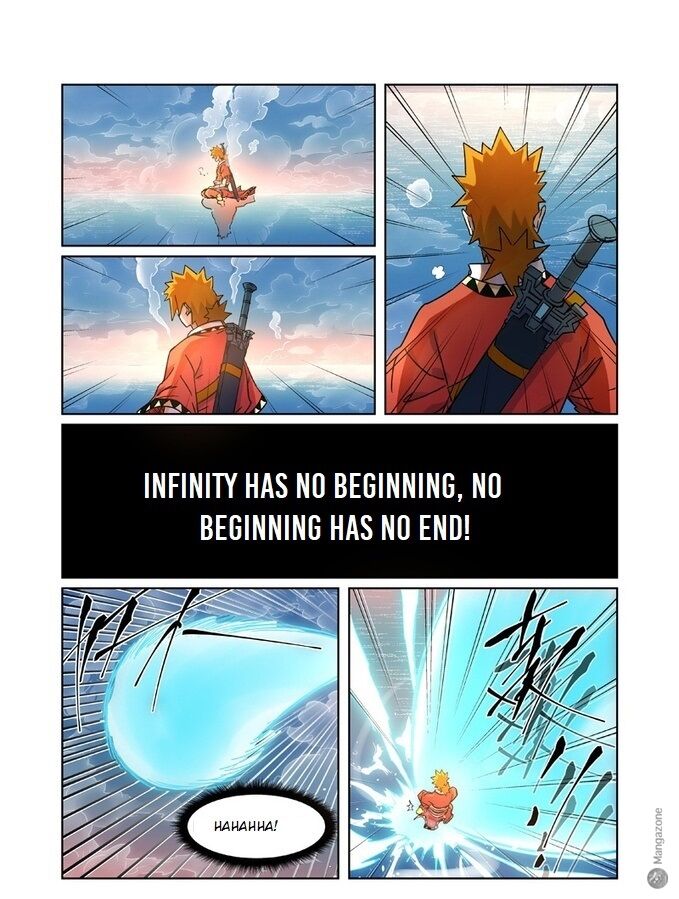 INFINITY HAS NO BEGINNING, NO
BEGINNING HAS NO END!
HAHAHHA!
Mangazone